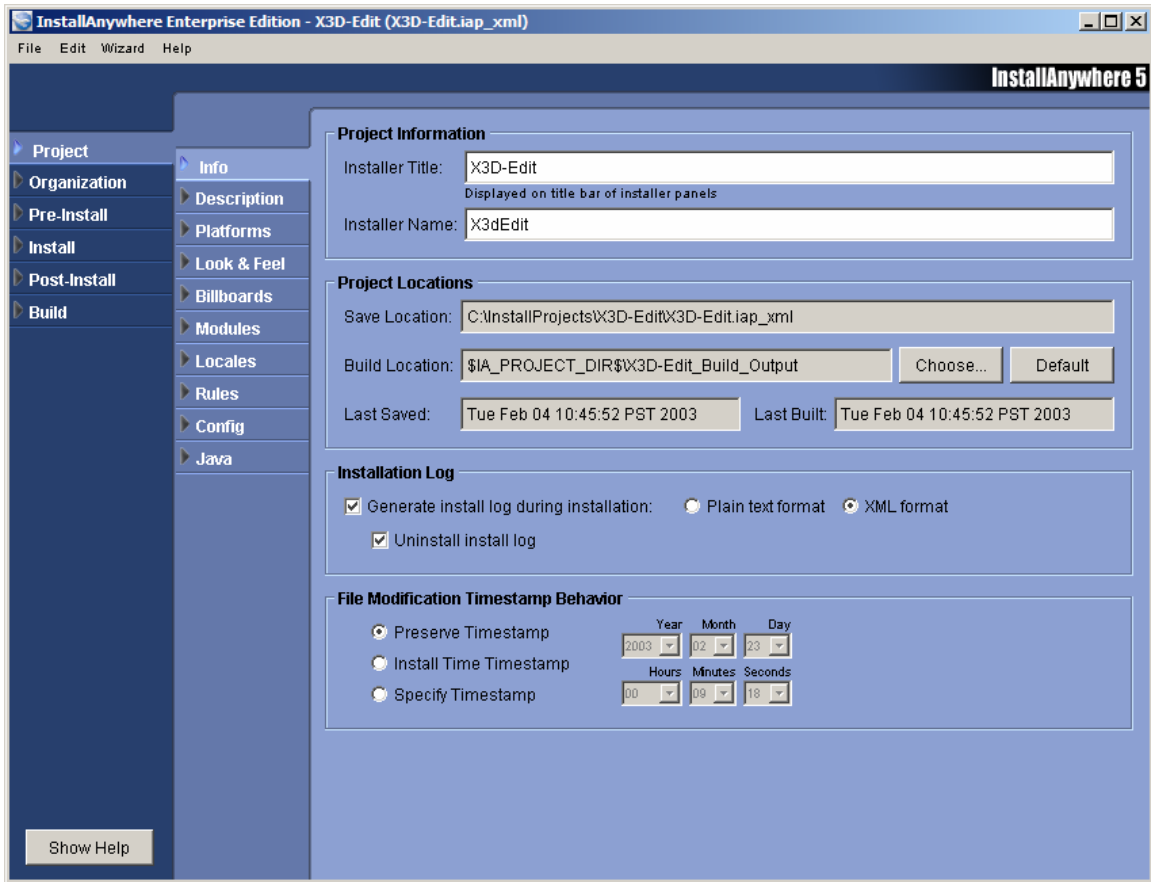 InstallAnywhere Enterprise Edition - X3D-Edit (X3D-Edit.iap_xml)
File Edit Wizard Help
InstallAnywhere 5
Project
Organization
Pre-Install
Install
Post-Install
Build
Show Help
Info
Description
Platforms
Look & Feel
Billboards
Modules
Locales
Rules
Config
Java
Project Information
Installer Title: X3D-Edit
Displayed on title bar of installer panels
Installer Name: X3dEdit
Project Locations
Save Location: C:\InstallProjects\X3D-Edit\X3D-Edit.iap_xml
Build Location: $IA_PROJECT_DIR$\X3D-Edit_Build_Output Choose... Default
Last Saved: Tue Feb 04 10:45:52 PST 2003 Last Built: Tue Feb 04 10:45:52 PST 2003
Installation Log
Generate install log during installation: Plain text format XML format
Uninstall install log
File Modification Timestamp Behavior
Year Month Day
Preserve Timestamp 2003 02 23
Install Time Timestamp
Hours Minutes Seconds
Specify Timestamp 00 09 18